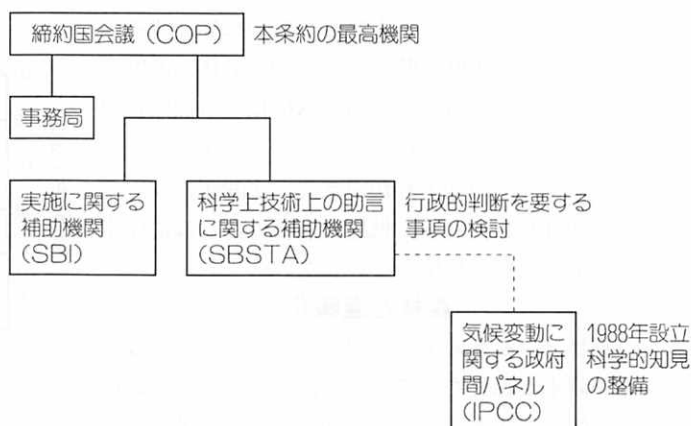 締約国会議（COP） 本条約の最高機関
事務局
実施に関する
補助機関
（SBI）
科学上技術上の助言
に関する補助機関
（SBSTA）
行政的判断を要する
事項の検討
気候変動に
関する政府
間パネル
（IPCC）
1988年設立
科学的知見
の整備